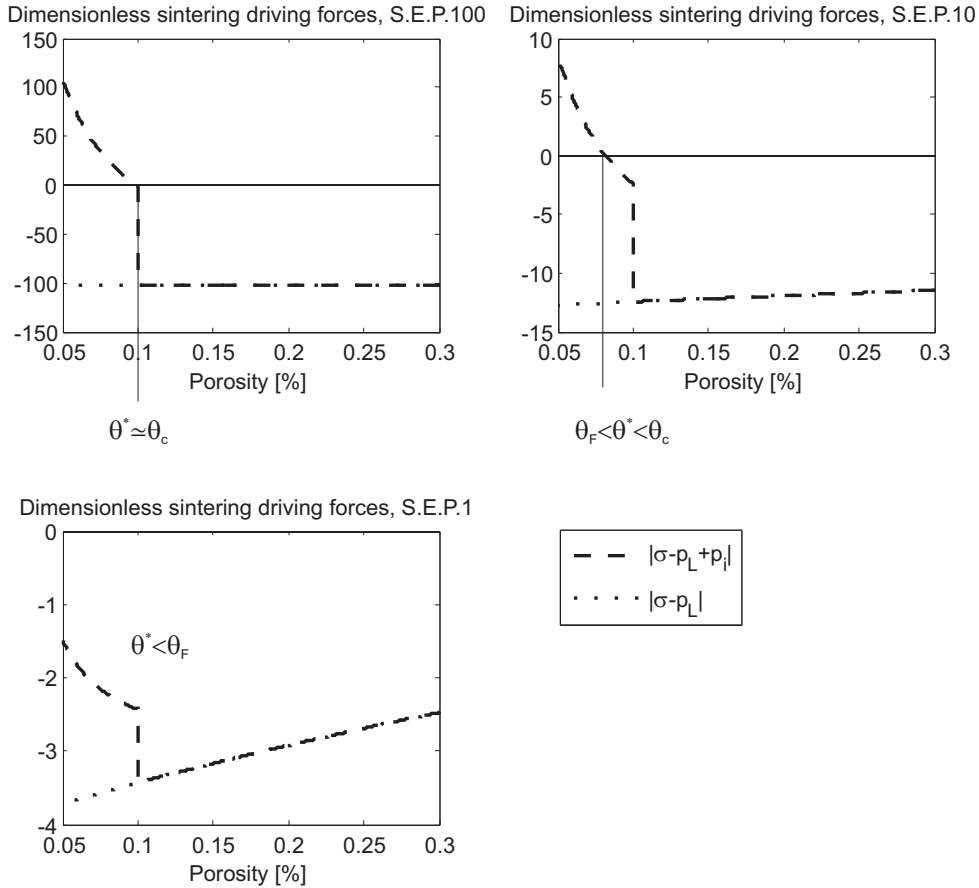 Dimensionless sintering driving forces, S.E.P.100
150
100
50
0
-50
-100
-150
0.05 0.1 0.15 0.2 0.25 0.3
Porosity [%]
θ*≃θc
Dimensionless sintering driving forces, S.E.P.10
10
5
0
-5
-10
-15
0.05 0.1 0.15 0.2 0.25 0.3
Porosity [%]
θF<θ*<θc
Dimensionless sintering driving forces, S.E.P.1
0
-1
-2
-3
-4
θ*<θF
0.05 0.1 0.15 0.2 0.25 0.3
Porosity [%]
|σ-pL+pi|
|σ-pL|